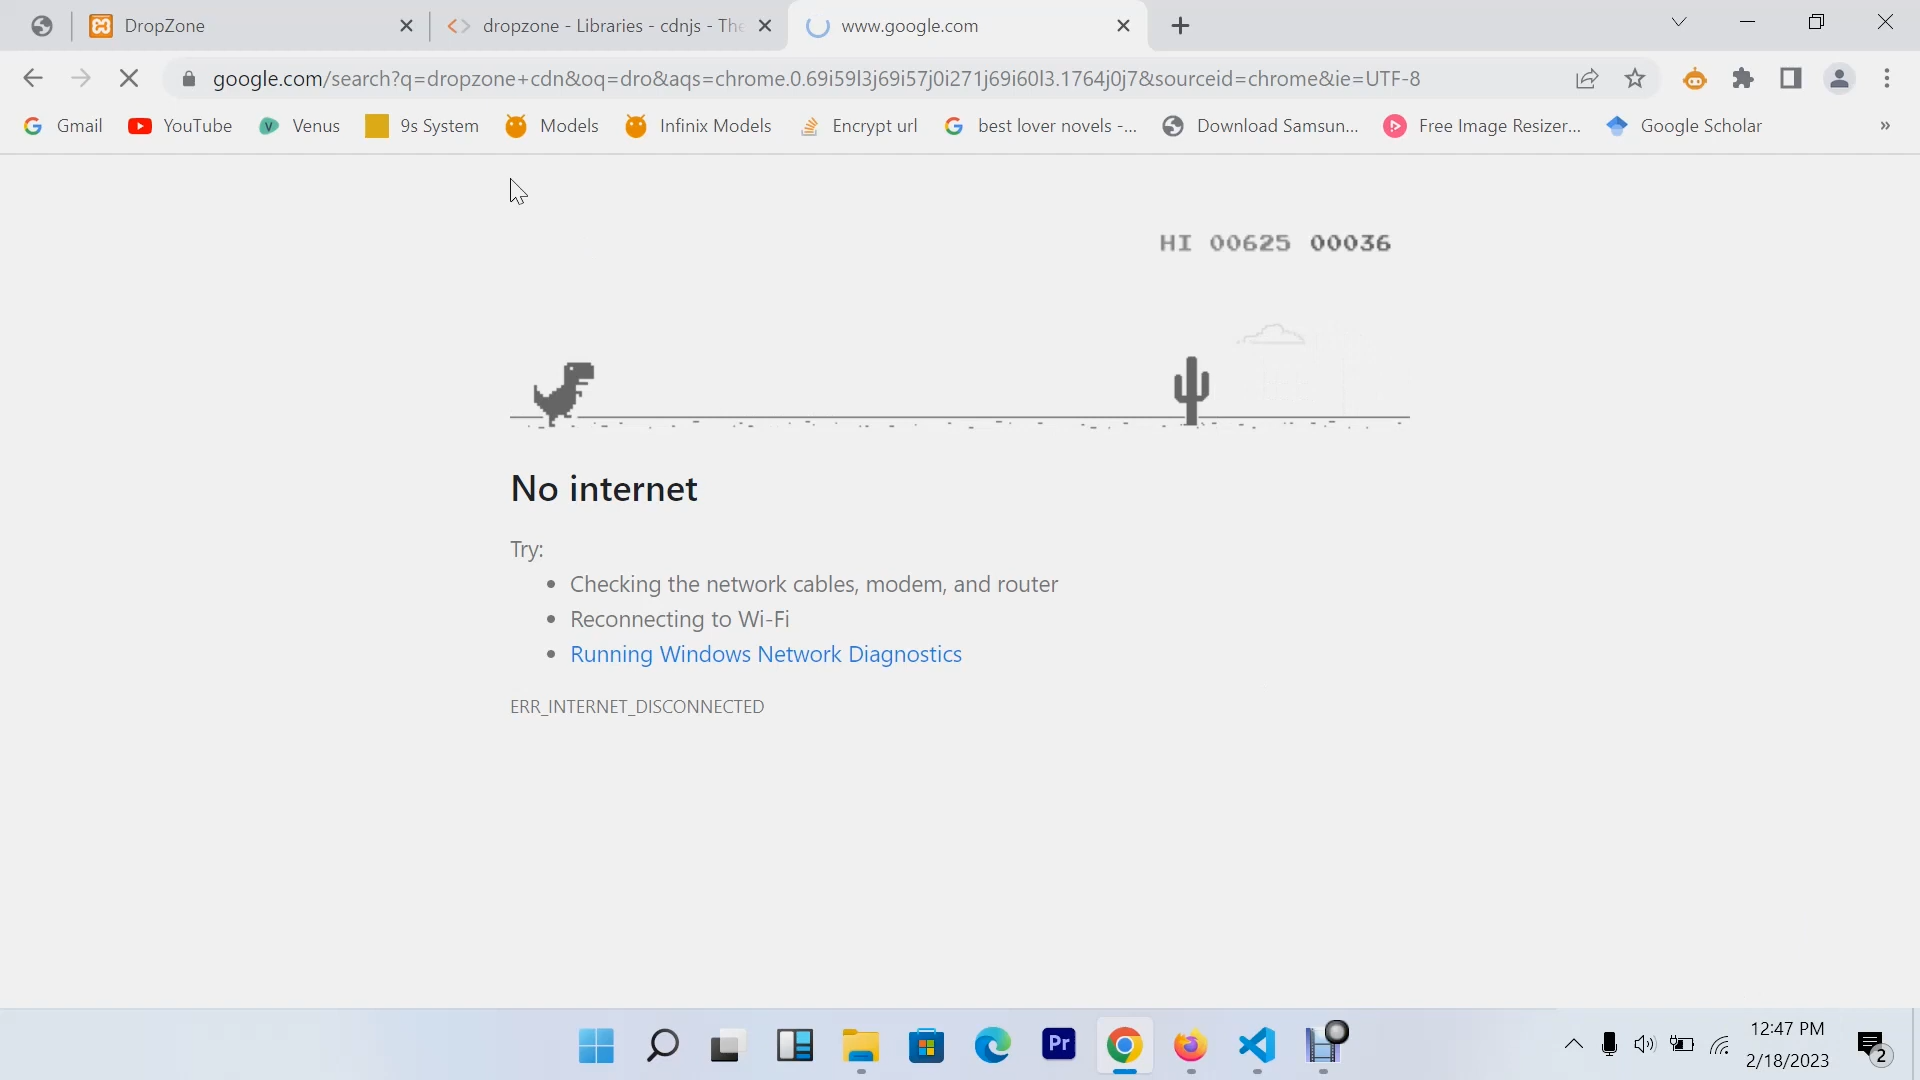 DropZone
dropzone - Libraries - cdnjs - The
www.google.com
google.com/search?q=dropzone+cdn&oq=dro&aqs=chrome.0.69i59l3j69i57j0i271j69i60l3.1764j0j7&sourceid=chrome&ie=UTF-8
Gmail YouTube Venus 9s System Models Infinix Models Encrypt url best lover novels -... Download Samsun... Free Image Resizer... Google Scholar »
HI 00625 00036
No internet
Try:
• Checking the network cables, modem, and router
• Reconnecting to Wi-Fi
• Running Windows Network Diagnostics
ERR_INTERNET_DISCONNECTED
Pr
12:47 PM
2/18/2023
2